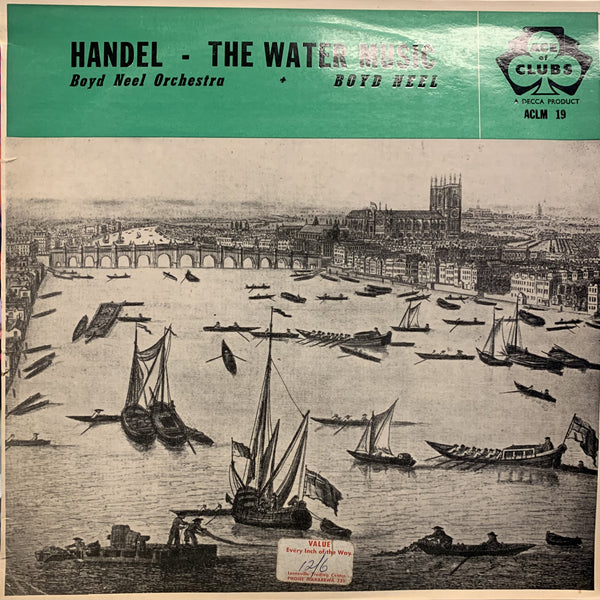 HANDEL - THE WATER MUSIC
Boyd Neel Orchestra + BOYD NEEL
ACE
of
CLUBS
A DECCA PRODUCT
ACLM 19
VALUE
Every Inch of the Way
12/6
PHONE